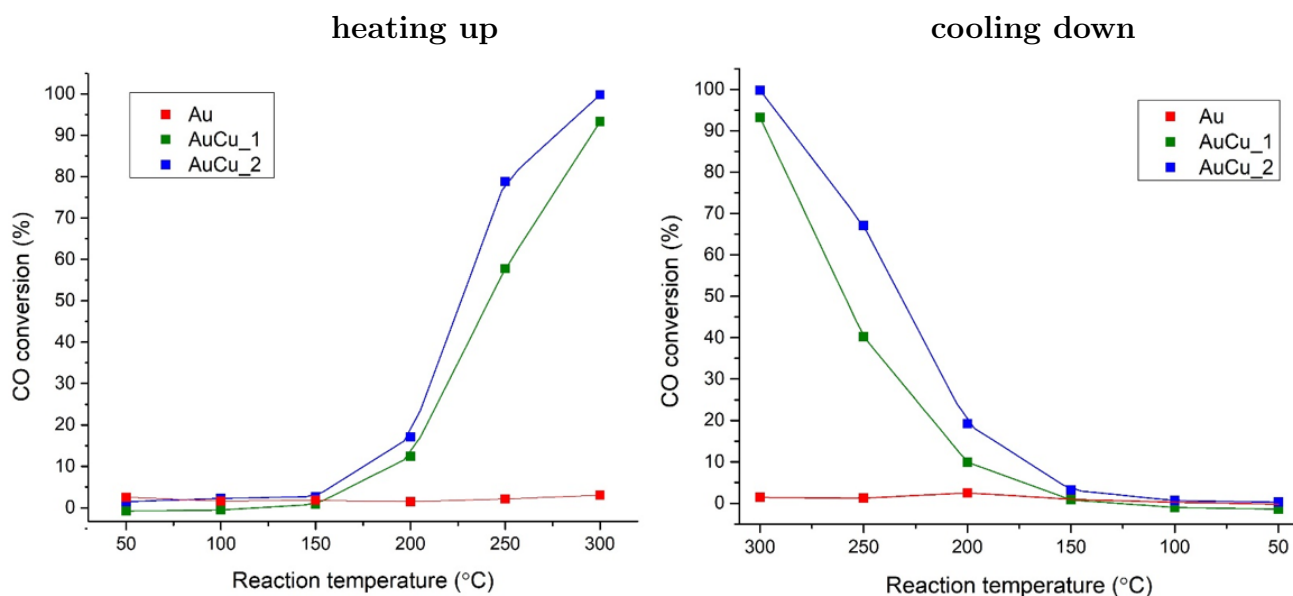 heating up
CO conversion (%)
100
90
80
70
60
50
40
30
20
10
0
Au
AuCu_1
AuCu_2
50 100 150 200 250 300
Reaction temperature (°C)
cooling down
CO conversion (%)
100
90
80
70
60
50
40
30
20
10
0
Au
AuCu_1
AuCu_2
300 250 200 150 100 50
Reaction temperature (°C)